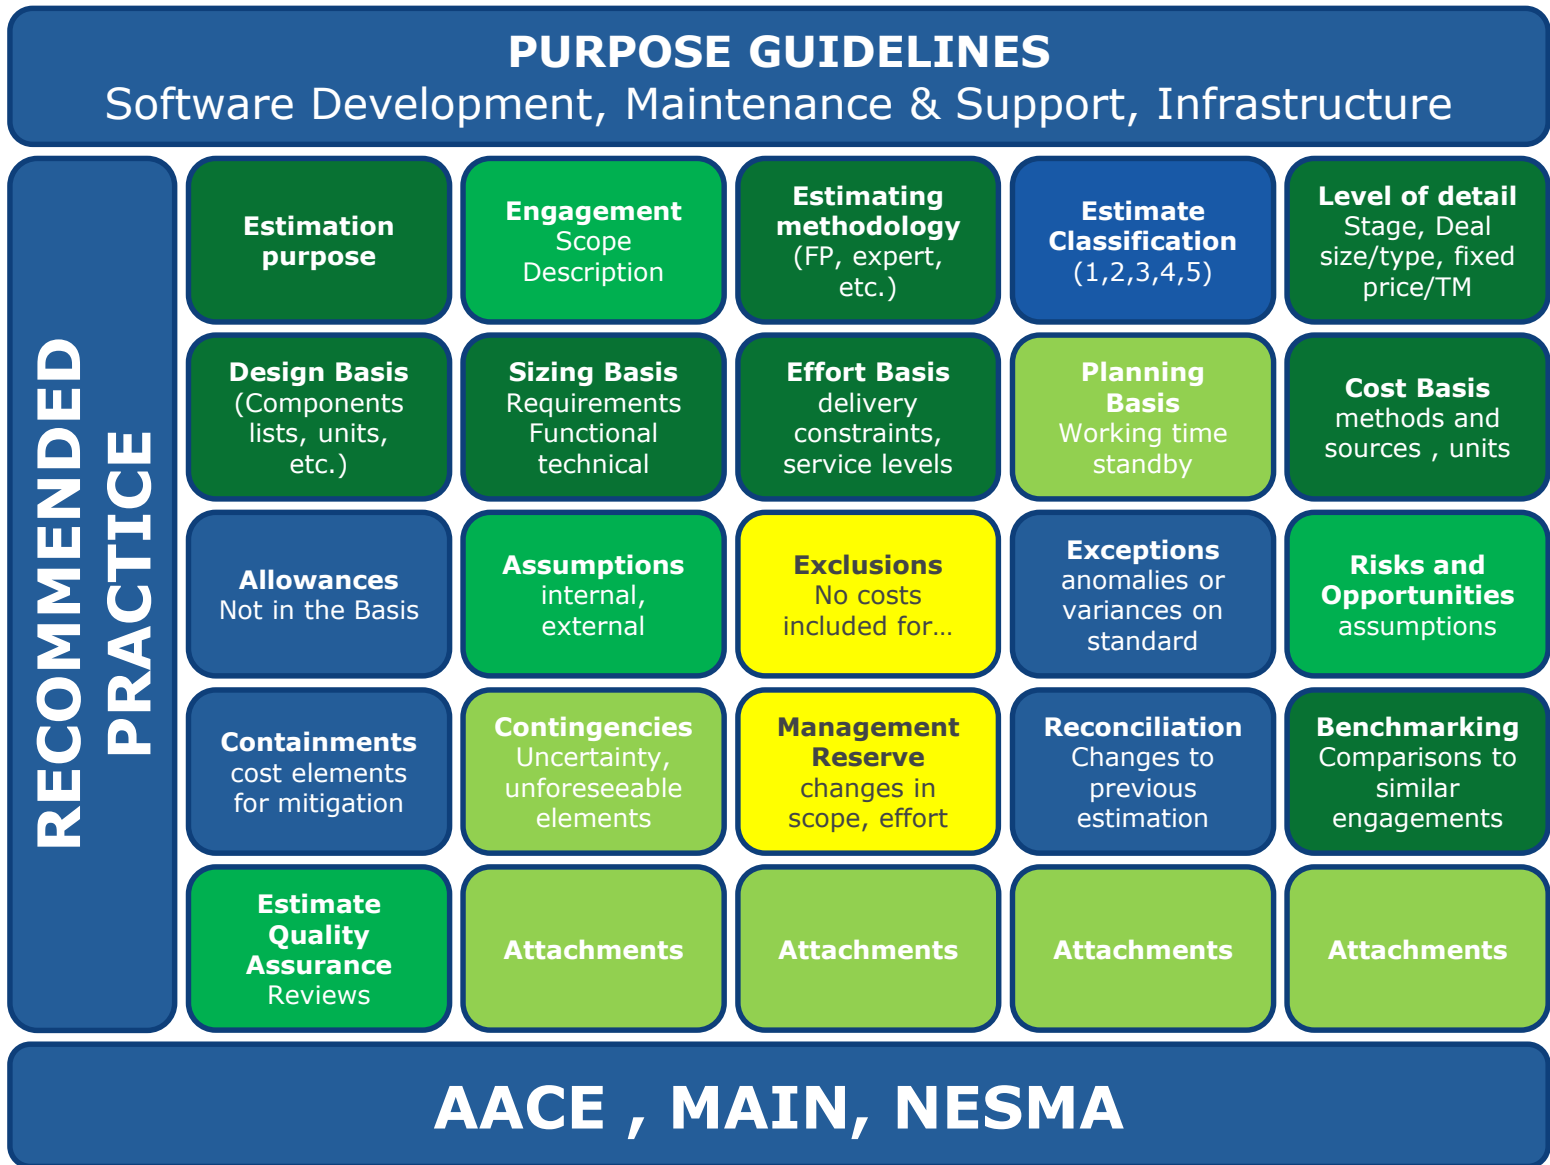 PURPOSE GUIDELINES
Software Development, Maintenance & Support, Infrastructure
RECOMMENDED
PRACTICE
Estimation
purpose
Engagement
Scope
Description
Estimating
methodology
(FP, expert,
etc.)
Estimate
Classification
(1,2,3,4,5)
Level of detail
Stage, Deal
size/type, fixed
price/TM
Design Basis
(Components
lists, units,
etc.)
Sizing Basis
Requirements
Functional
technical
Effort Basis
delivery
constraints,
service levels
Planning
Basis
Working time
standby
Cost Basis
methods and
sources , units
Allowances
Not in the Basis
Assumptions
internal,
external
Exclusions
No costs
included for…
Exceptions
anomalies or
variances on
standard
Risks and
Opportunities
assumptions
Containments
cost elements
for mitigation
Contingencies
Uncertainty,
unforeseeable
elements
Management
Reserve
changes in
scope, effort
Reconciliation
Changes to
previous
estimation
Benchmarking
Comparisons to
similar
engagements
Estimate
Quality
Assurance
Reviews
Attachments
Attachments
Attachments
Attachments
AACE , MAIN, NESMA